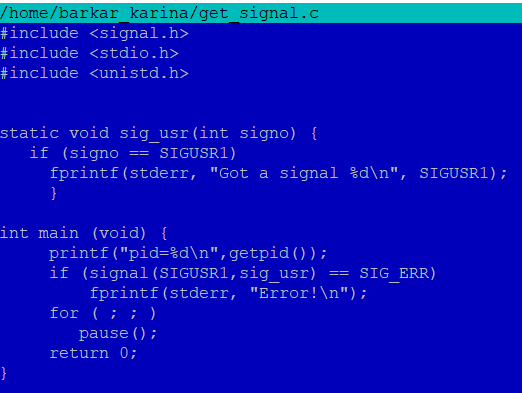 /home/barkar_karina/get_signal.c
#include <signal.h>
#include <stdio.h>
#include <unistd.h>
static void sig_usr(int signo) {
if (signo == SIGUSR1)
fprintf(stderr, "Got a signal %d\n", SIGUSR1);
}
int main (void) {
printf("pid=%d\n",getpid());
if (signal(SIGUSR1,sig_usr) == SIG_ERR)
fprintf(stderr, "Error!\n");
for ( ; ; )
pause();
return 0;
}